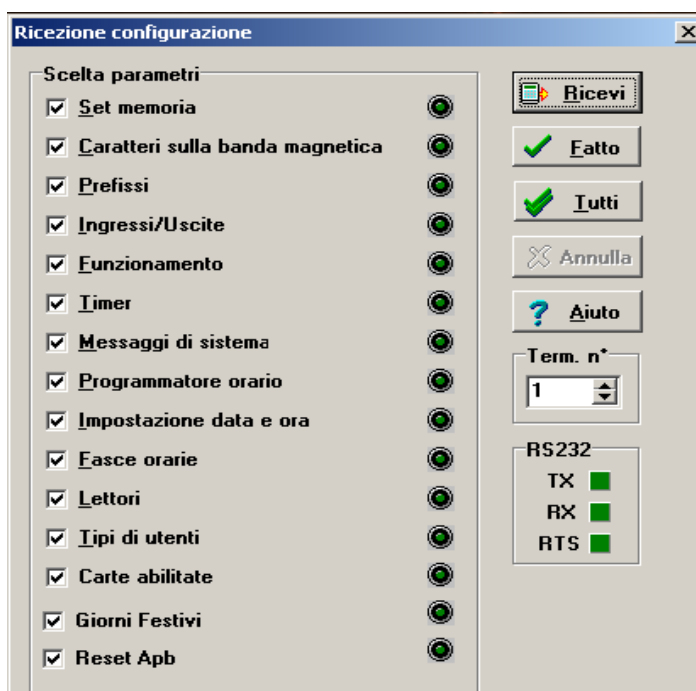 Ricezione configurazione
Scelta parametri
Set memoria
Caratteri sulla banda magnetica
Prefissi
Ingressi/Uscite
Funzionamento
Timer
Messaggi di sistema
Programmatore orario
Impostazione data e ora
Fasce orarie
Lettori
Tipi di utenti
Carte abilitate
Giorni Festivi
Reset Apb
Ricevi
Fatto
Tutti
Annulla
Aiuto
Term. n°
1
RS232
TX
RX
RTS